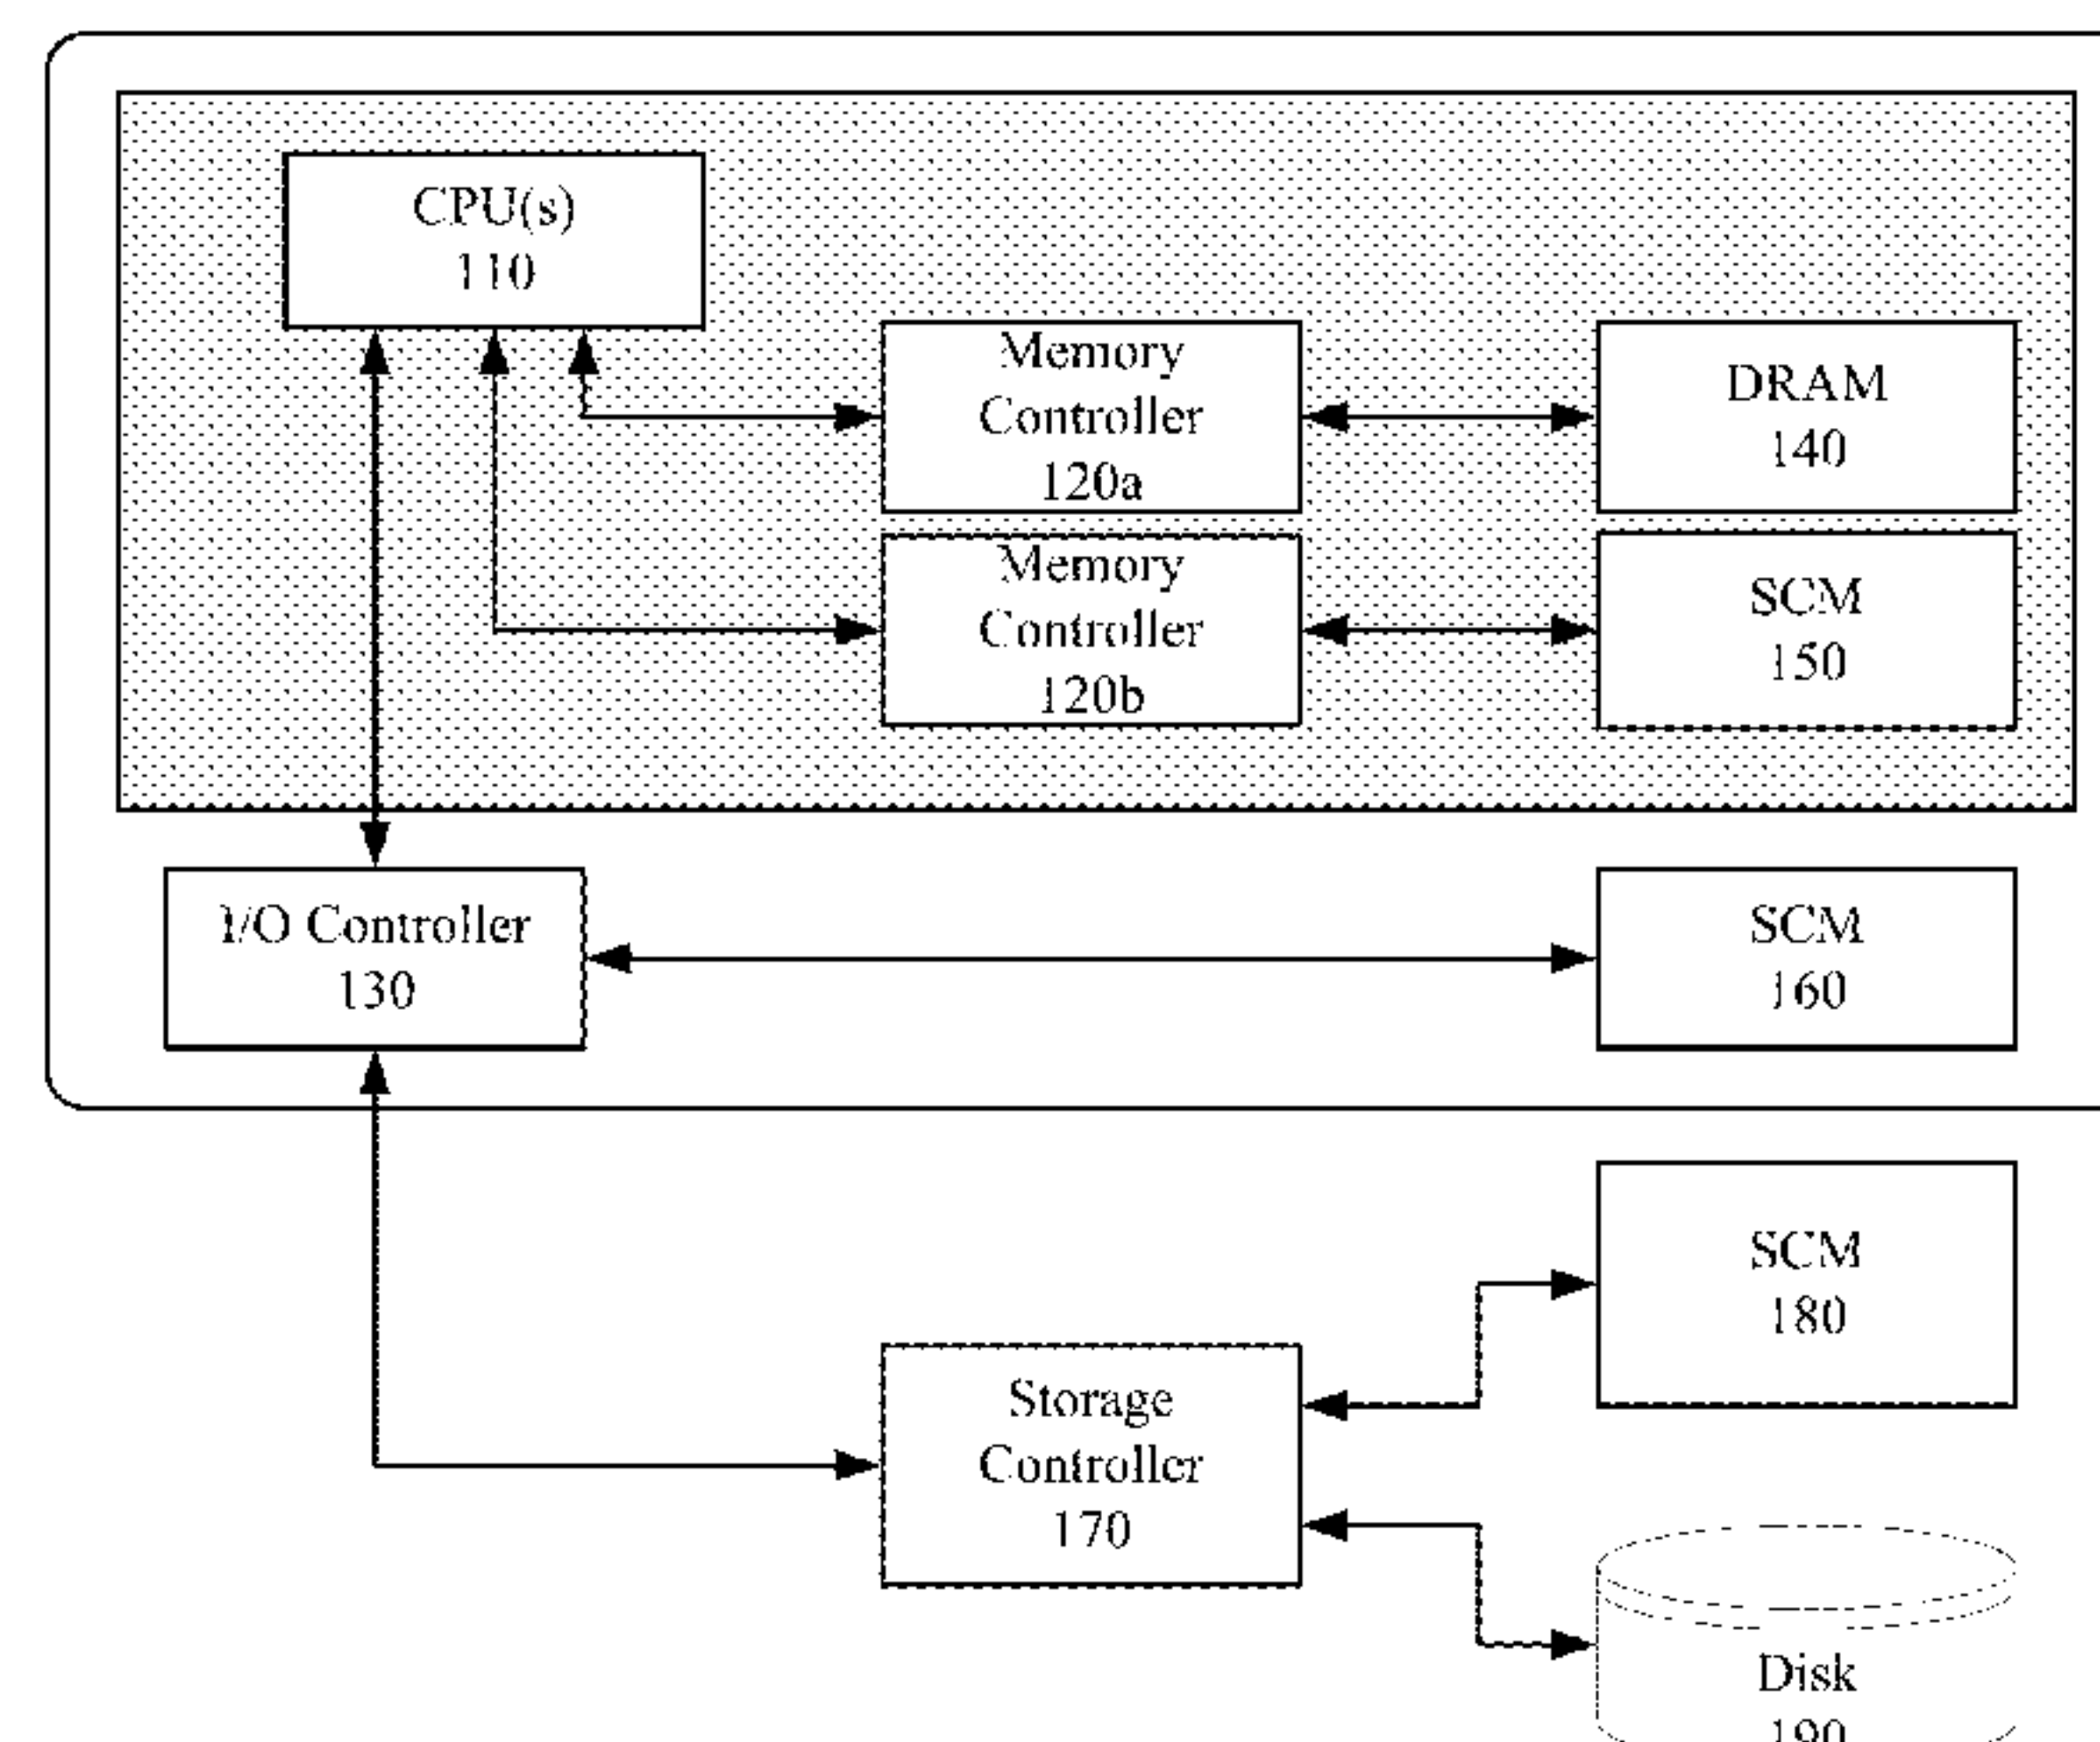 CPU(s)
110
Memory
Controller
120a
DRAM
140
Memory
Controller
120b
SCM
150
I/O Controller
130
SCM
160
SCM
180
Storage
Controller
170
Disk
190